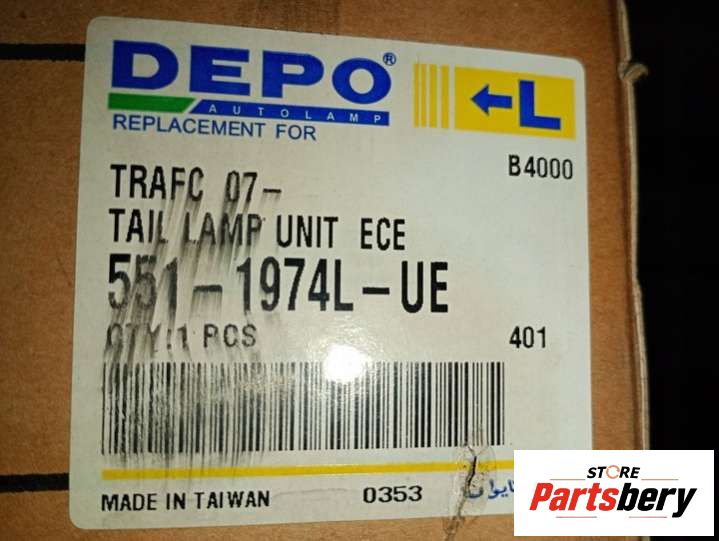 DEPO®
AUTOLAMP
REPLACEMENT FOR
←L
B4000
TRAFC 07-
TAIL LAMP UNIT ECE
551-1974L-UE
QTY:1 PCS
401
MADE IN TAIWAN
0353
STORE
Partsbery